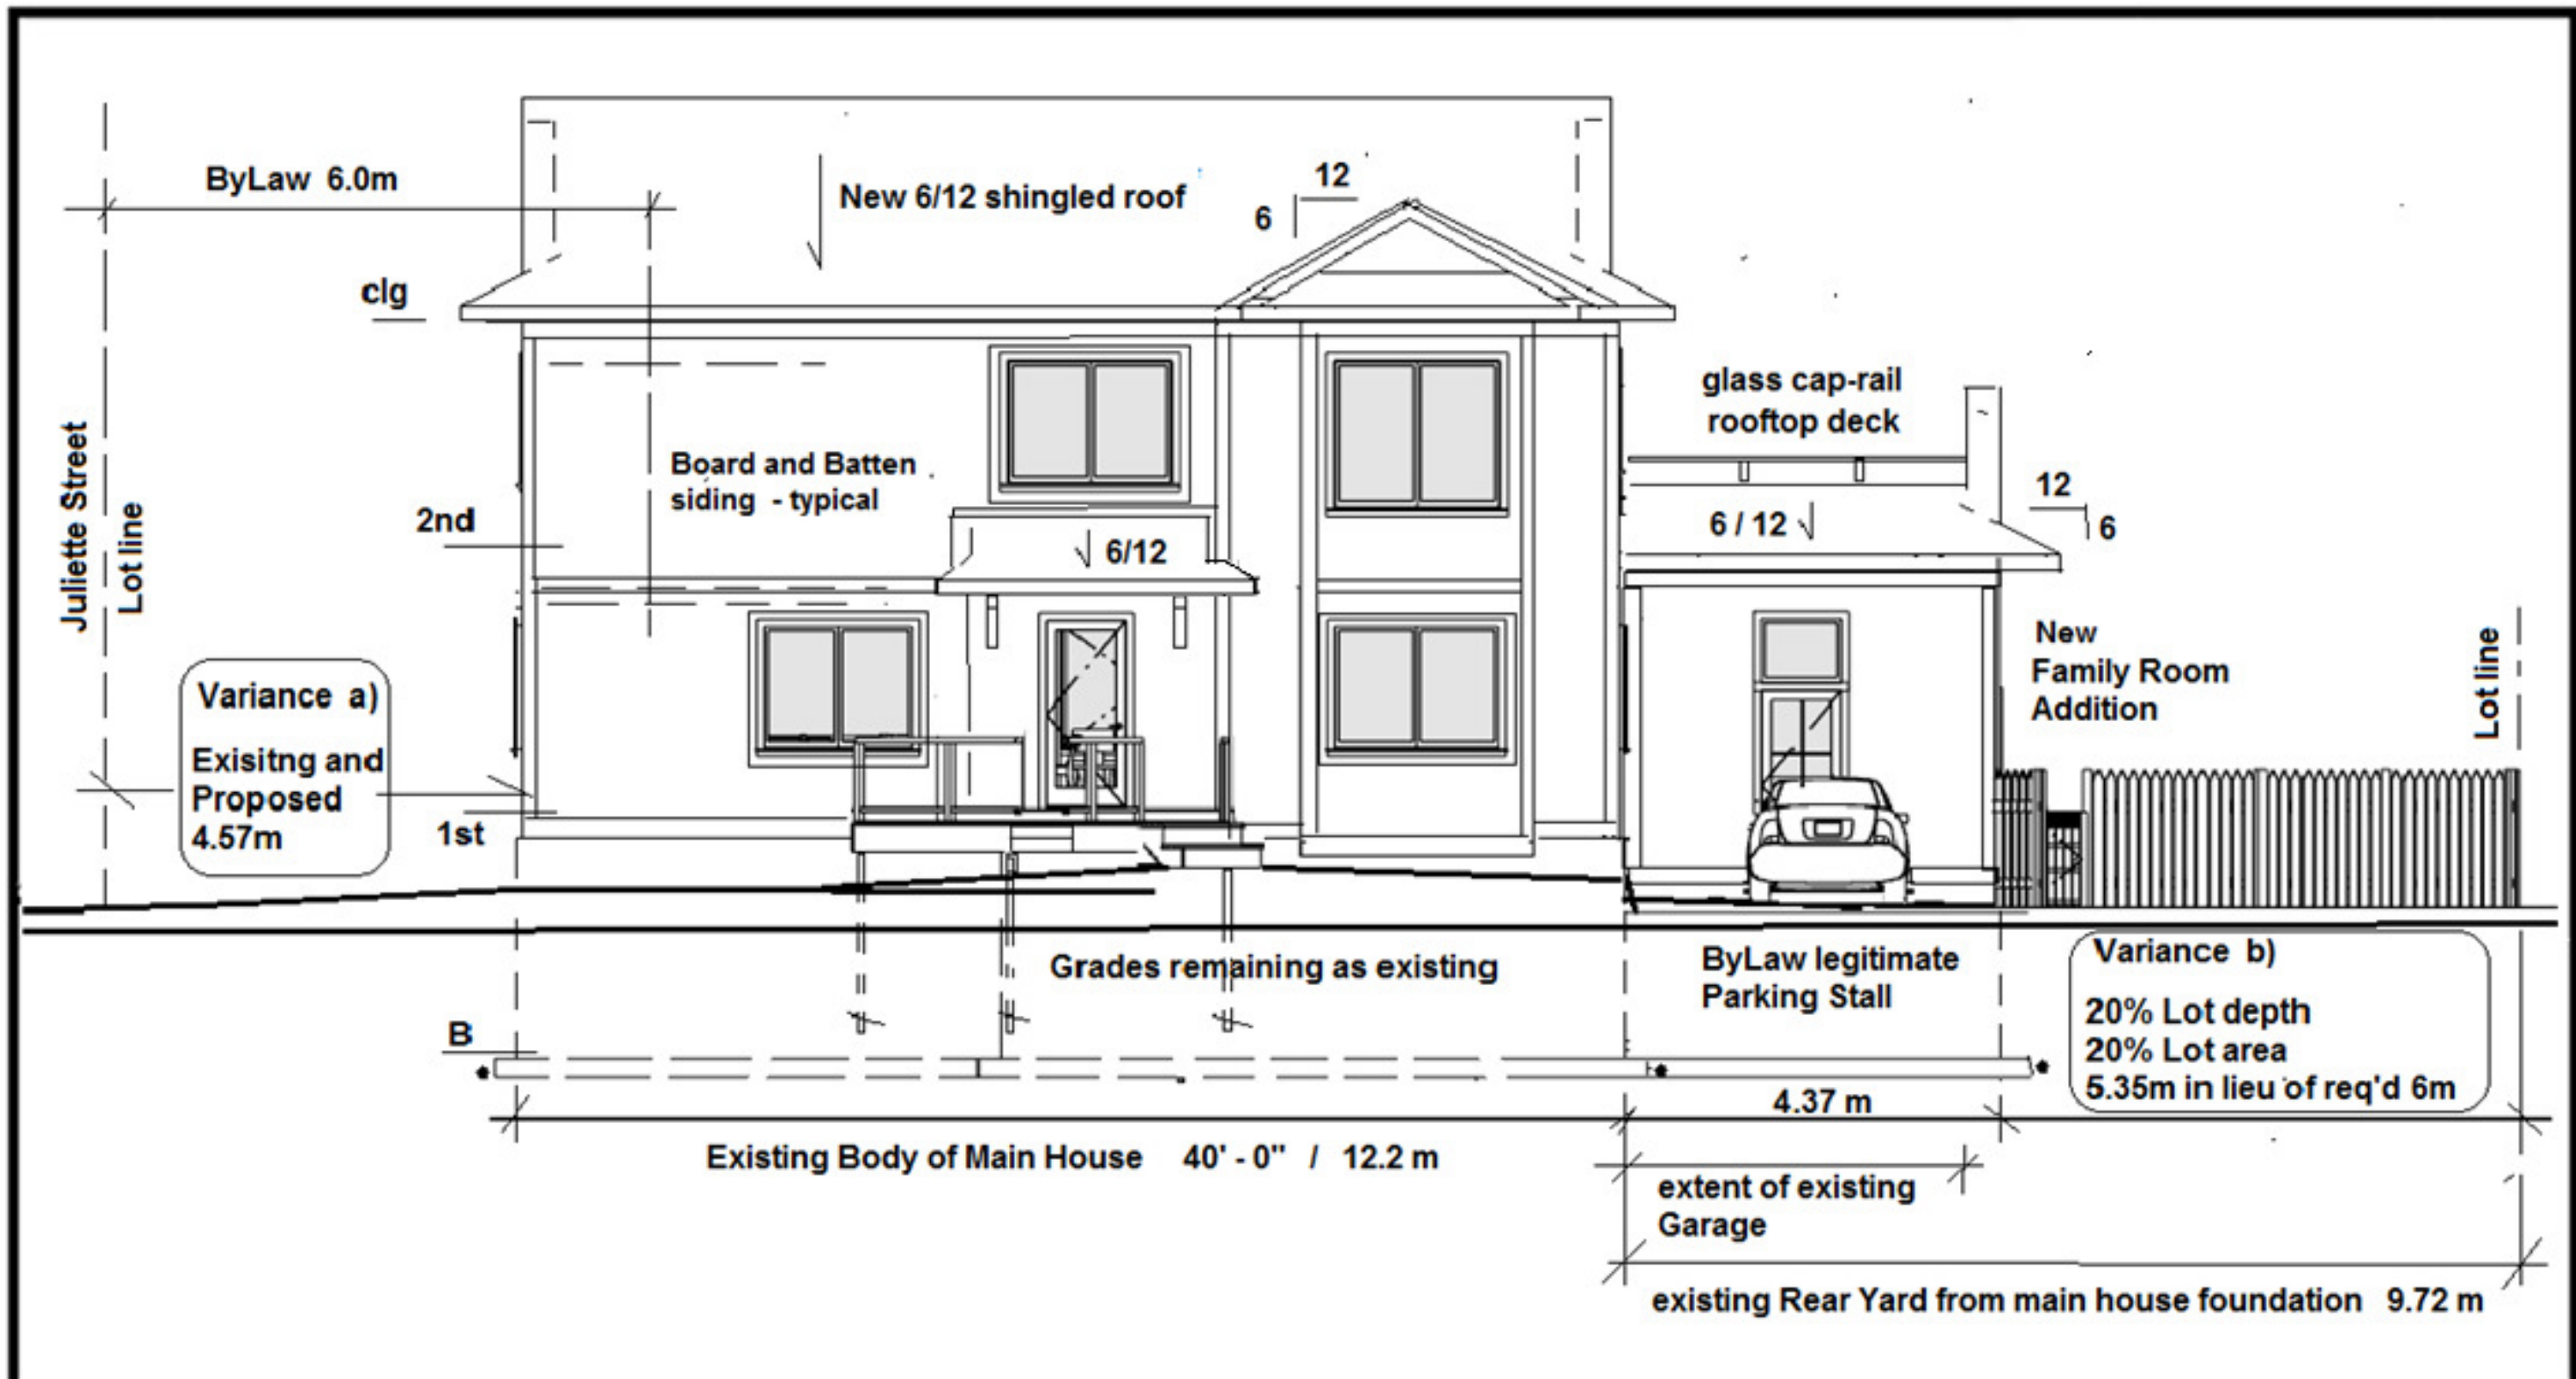 ByLaw 6.0m
New 6/12 shingled roof
12
6
clg
glass cap-rail
rooftop deck
Juliette Street
Lot line
Board and Batten
siding - typical
2nd
6/12
6 / 12
12
6
New
Family Room
Addition
Lot line
Variance a)
Exisitng and
Proposed
4.57m
1st
Grades remaining as existing
ByLaw legitimate
Parking Stall
Variance b)
20% Lot depth
20% Lot area
5.35m in lieu of req'd 6m
B
4.37 m
Existing Body of Main House 40' - 0" / 12.2 m
extent of existing
Garage
existing Rear Yard from main house foundation 9.72 m